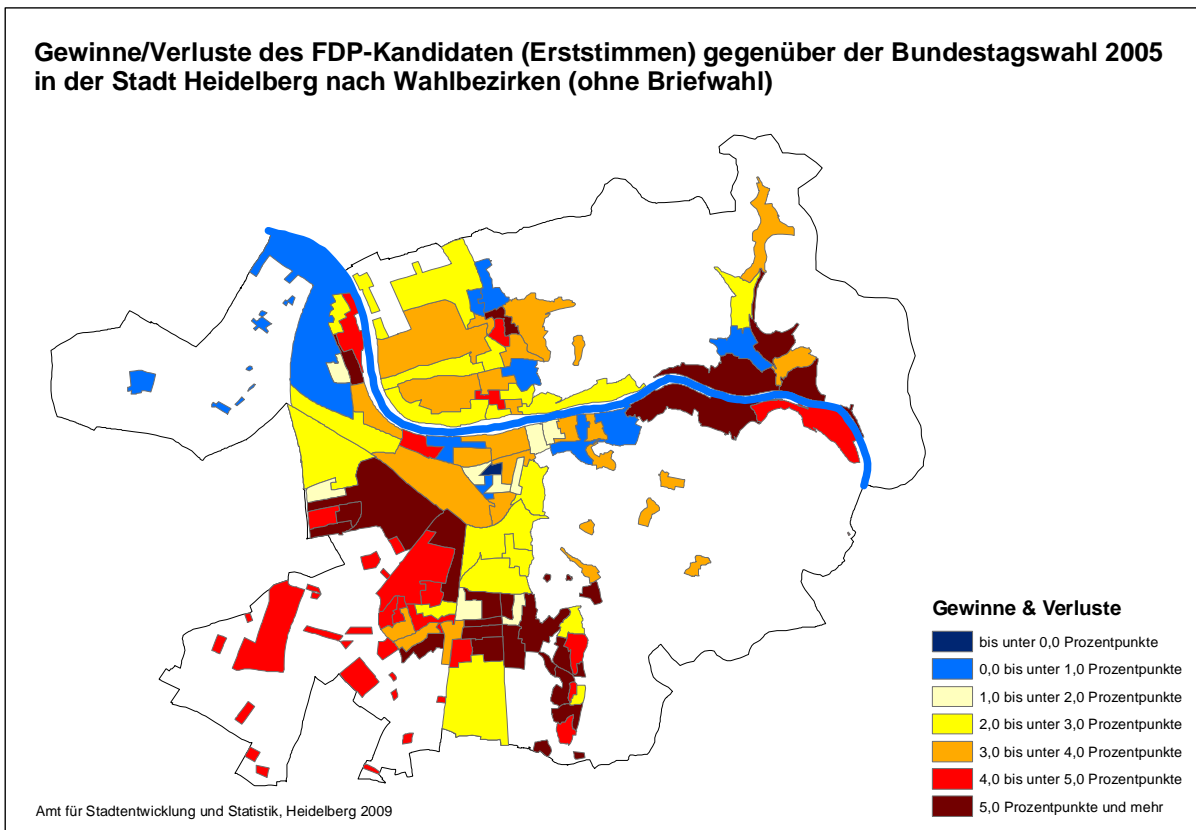 Gewinne/Verluste des FDP-Kandidaten (Erststimmen) gegenüber der Bundestagswahl 2005
in der Stadt Heidelberg nach Wahlbezirken (ohne Briefwahl)
Gewinne & Verluste
bis unter 0,0 Prozentpunkte
0,0 bis unter 1,0 Prozentpunkte
1,0 bis unter 2,0 Prozentpunkte
2,0 bis unter 3,0 Prozentpunkte
3,0 bis unter 4,0 Prozentpunkte
4,0 bis unter 5,0 Prozentpunkte
5,0 Prozentpunkte und mehr
Amt für Stadtentwicklung und Statistik, Heidelberg 2009